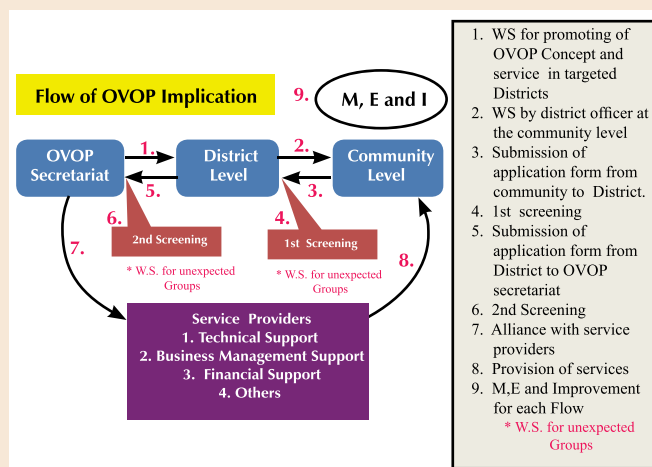 Flow of OVOP Implication
9.
M, E and I
OVOP
Secretariat
1.
5.
District
Level
2.
3.
Community
Level
6.
2nd Screening
* W.S. for unexpected
Groups
4.
1st Screening
* W.S. for unexpected
Groups
7.
8.
Service Providers
1. Technical Support
2. Business Management Support
3. Financial Support
4. Others
1. WS for promoting of
OVOP Concept and
service in targeted
Districts
2. WS by district officer at
the community level
3. Submission of
application form from
community to District.
4. 1st screening
5. Submission of
application form from
District to OVOP
secretariat
6. 2nd Screening
7. Alliance with service
providers
8. Provision of services
9. M,E and Improvement
for each Flow
* W.S. for unexpected
Groups